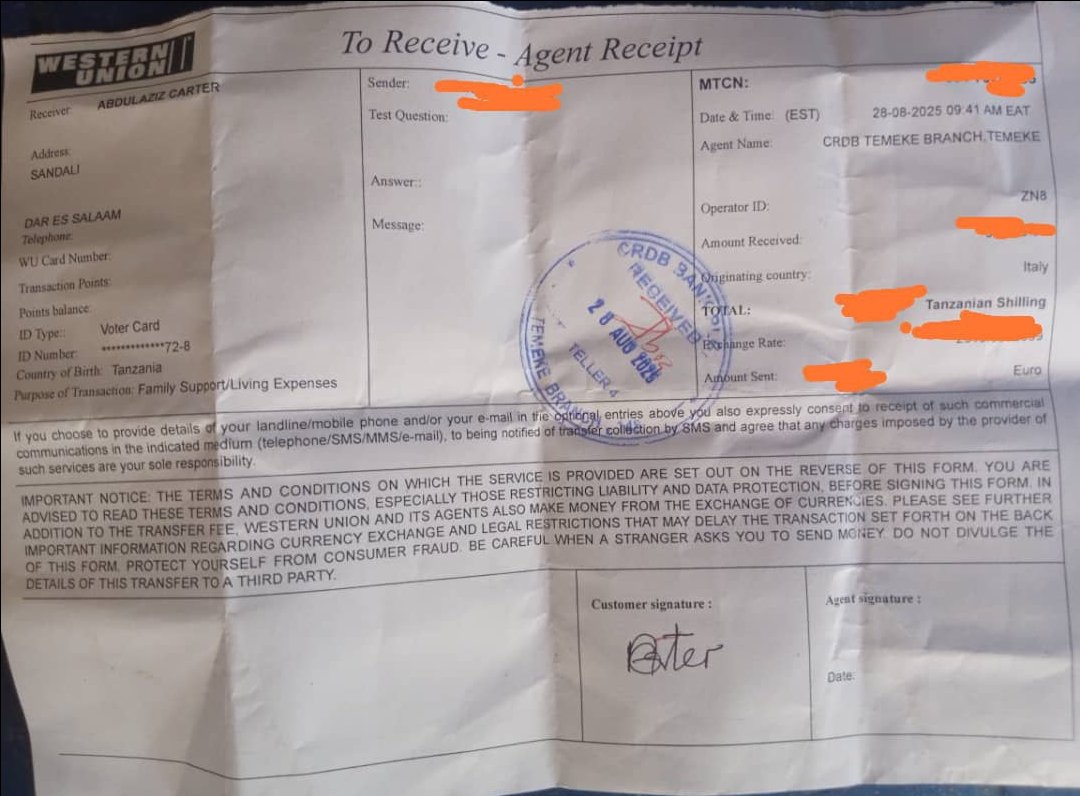 WESTERN UNION
To Receive - Agent Receipt
Receiver: ABDULAZIZ CARTER
Address:
SANDALI
DAR ES SALAAM
Telephone:
WU Card Number:
Transaction Points:
Points balance:
ID Type:: Voter Card
ID Number: *************72-8
Country of Birth: Tanzania
Purpose of Transaction: Family Support/Living Expenses
Sender:
Test Question:
Answer::
Message:
MTCN:
Date & Time: (EST) 28-08-2025 09:41 AM EAT
Agent Name: CRDB TEMEKE BRANCH,TEMEKE
Operator ID: ZN8
Amount Received:
Originating country: Italy
TOTAL: Tanzanian Shilling
Exchange Rate:
Amount Sent: Euro
CRDB BANK
RECEIVED
28 AUG 2025
TELLER 4
TEMEKE BRANCH
If you choose to provide details of your landline/mobile phone and/or your e-mail in the optional entries above you also expressly consent to receipt of such commercial
communications in the indicated medium (telephone/SMS/MMS/e-mail), to being notified of transfer collection by SMS and agree that any charges imposed by the provider of
such services are your sole responsibility.
IMPORTANT NOTICE: THE TERMS AND CONDITIONS ON WHICH THE SERVICE IS PROVIDED ARE SET OUT ON THE REVERSE OF THIS FORM. YOU ARE
ADVISED TO READ THESE TERMS AND CONDITIONS, ESPECIALLY THOSE RESTRICTING LIABILITY AND DATA PROTECTION, BEFORE SIGNING THIS FORM. IN
ADDITION TO THE TRANSFER FEE, WESTERN UNION AND ITS AGENTS ALSO MAKE MONEY FROM THE EXCHANGE OF CURRENCIES. PLEASE SEE FURTHER
IMPORTANT INFORMATION REGARDING CURRENCY EXCHANGE AND LEGAL RESTRICTIONS THAT MAY DELAY THE TRANSACTION SET FORTH ON THE BACK
OF THIS FORM. PROTECT YOURSELF FROM CONSUMER FRAUD. BE CAREFUL WHEN A STRANGER ASKS YOU TO SEND MONEY. DO NOT DIVULGE THE
DETAILS OF THIS TRANSFER TO A THIRD PARTY.
Customer signature :
Agent signature :
Date: